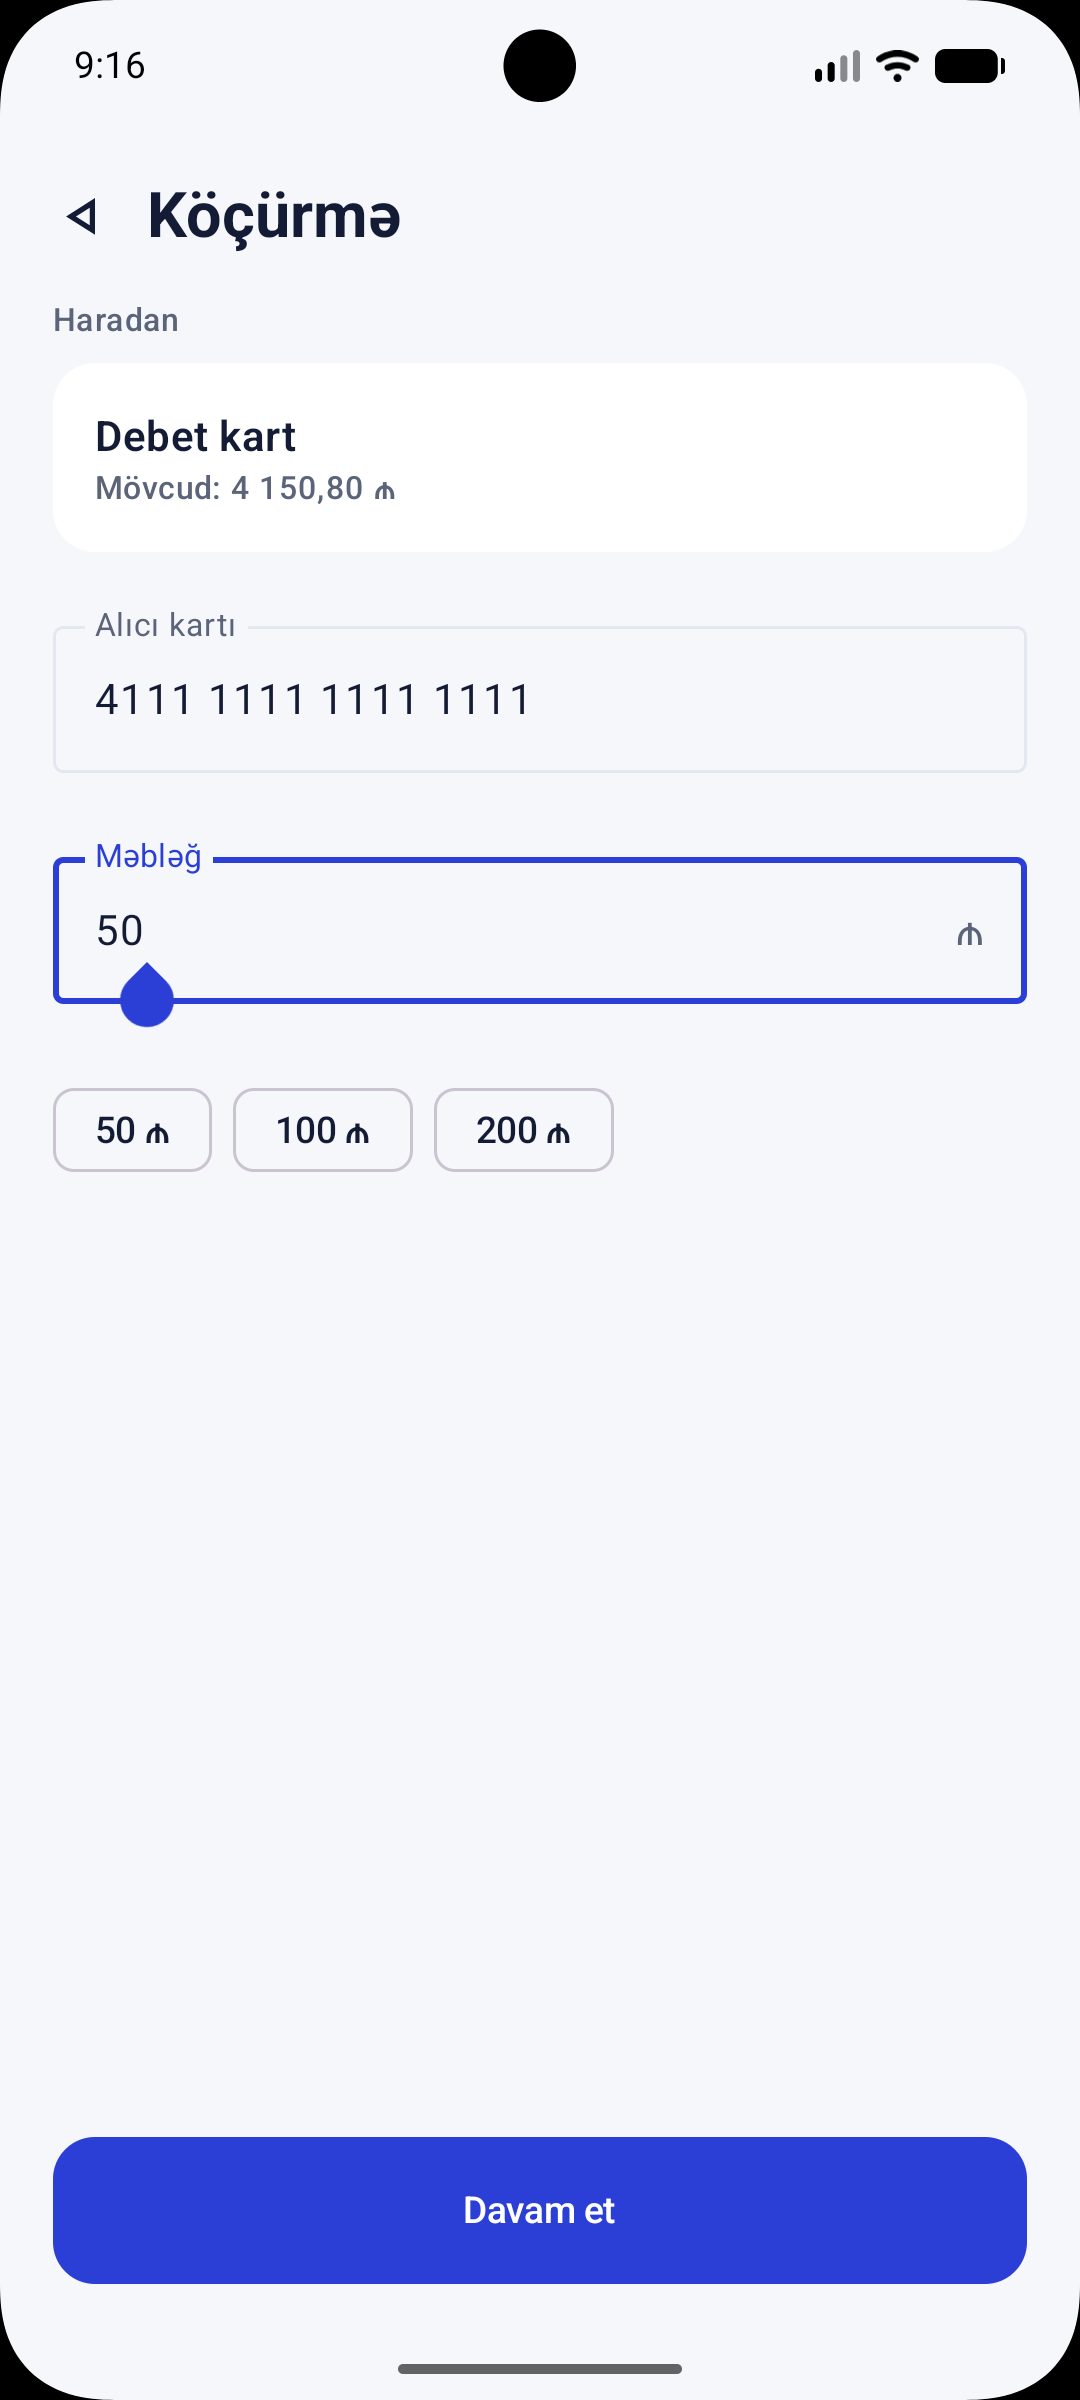 9:16
Köçürmə
Haradan
Debet kart
Mövcud: 4 150,80 ₼
Alıcı kartı
4111 1111 1111 1111
Məbləğ
50 ₼
50 ₼ 100 ₼ 200 ₼
Davam et